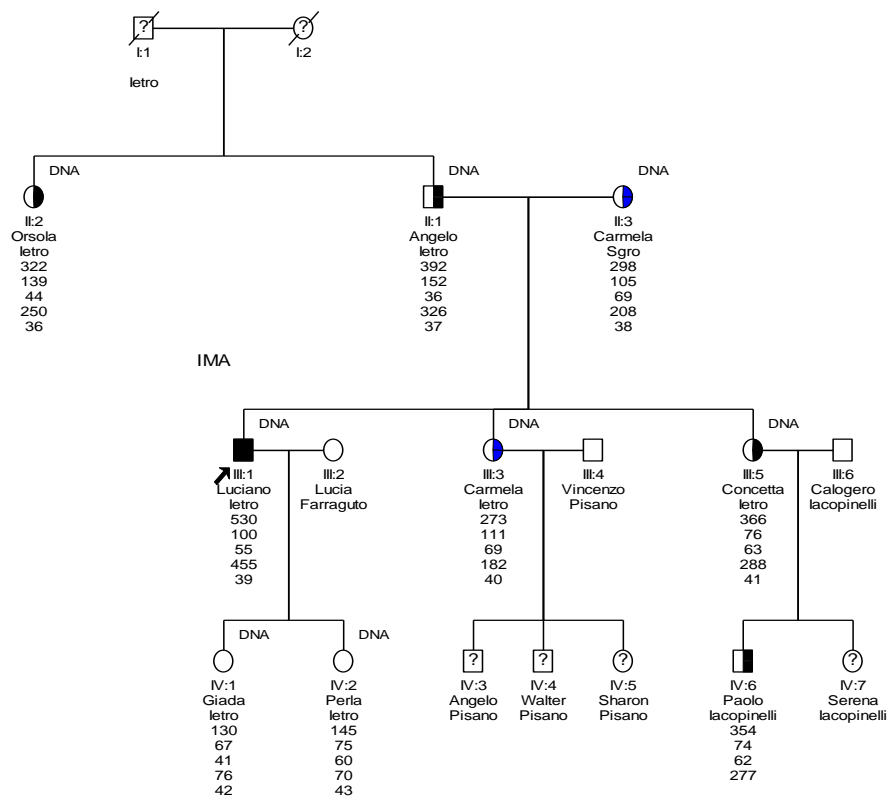 ?
?
I:1
I:2
Ietro
DNA
DNA
DNA
II:2
Orsola
Ietro
322
139
44
250
36
II:1
Angelo
Ietro
392
152
36
326
37
II:3
Carmela
Sgro
298
105
69
208
38
IMA
DNA
DNA
DNA
III:1
Luciano
Ietro
530
100
55
455
39
III:2
Lucia
Farraguto
III:3
Carmela
Ietro
273
111
69
182
40
III:4
Vincenzo
Pisano
III:5
Concetta
Ietro
366
76
63
288
41
III:6
Calogero
Iacopinelli
DNA
DNA
IV:1
Giada
Ietro
130
67
41
76
42
IV:2
Perla
Ietro
145
75
60
70
43
?
IV:3
Angelo
Pisano
?
IV:4
Walter
Pisano
?
IV:5
Sharon
Pisano
IV:6
Paolo
Iacopinelli
354
74
62
277
?
IV:7
Serena
Iacopinelli